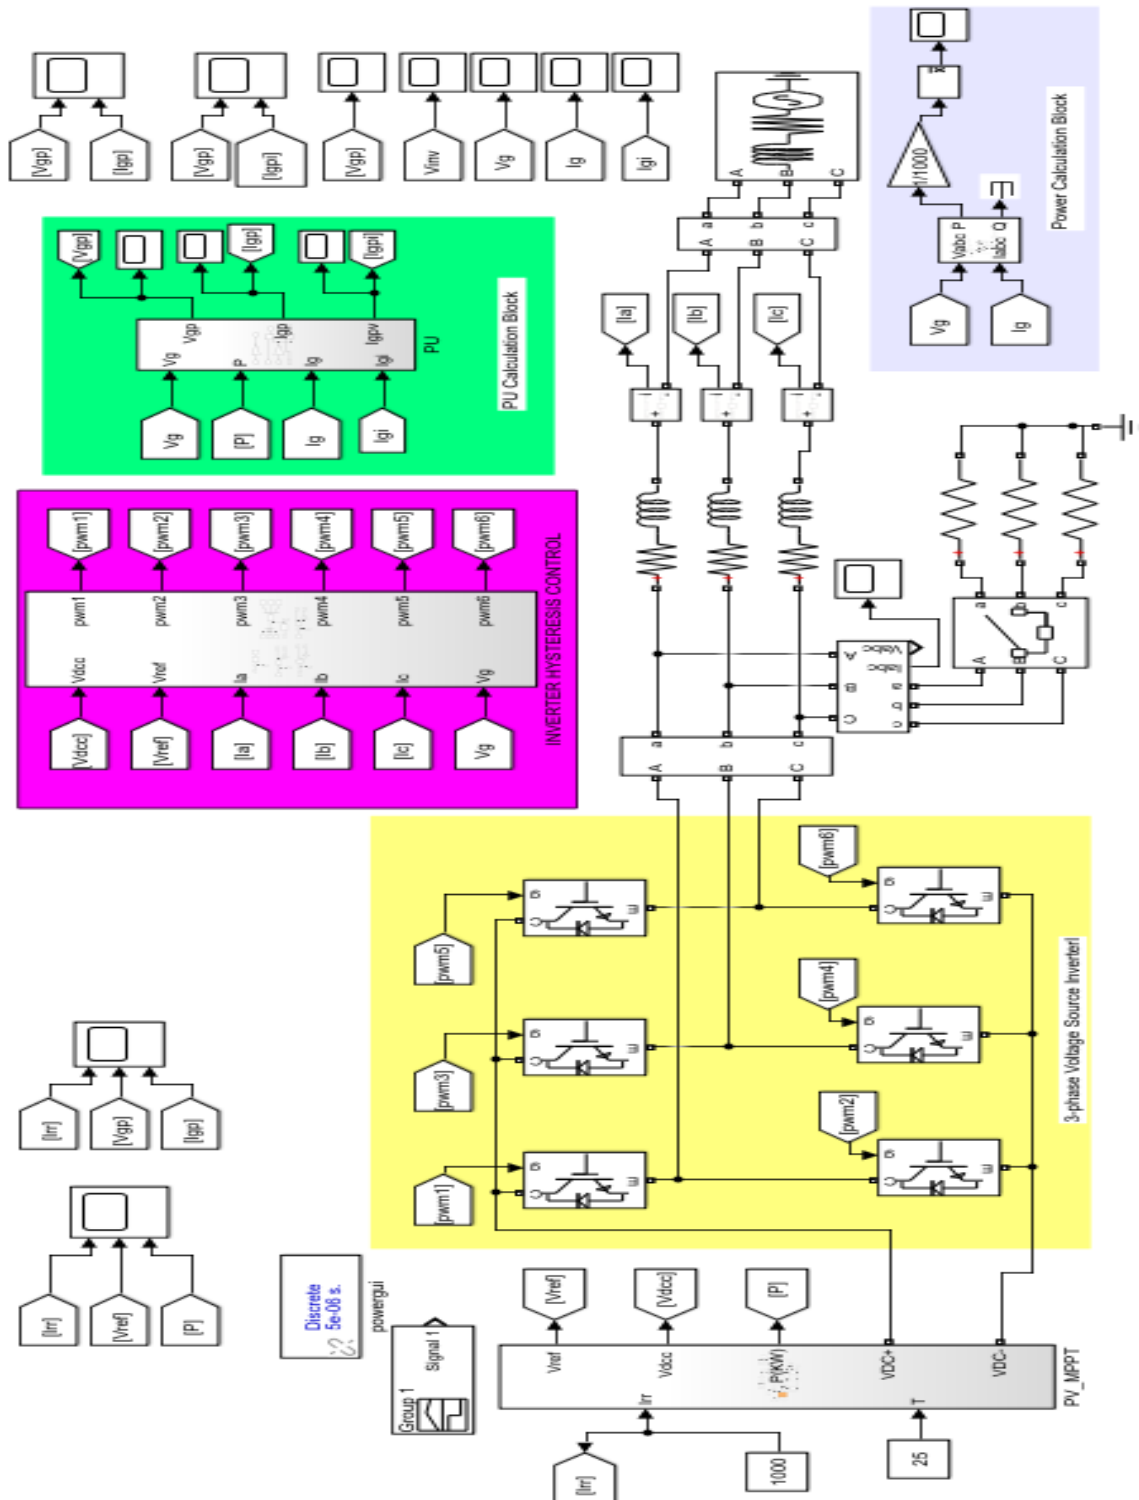 [Irr]
[Vref]
[P]
[Irr]
[Vgp]
[Igp]
[Vdcc]
[Vref]
[Ia]
[Ib]
[Ic]
Vg
Vdcc
Vref
Ia
Ib
Ic
Vg
pwm1
pwm2
pwm3
pwm4
pwm5
pwm6
[pwm1]
[pwm2]
[pwm3]
[pwm4]
[pwm5]
[pwm6]
INVERTER HYSTERESIS CONTROL
Vg
[P]
Ig
Igi
Vg
P
Ig
Igi
Vgp
Igp
Igpv
PU
[Vgp]
[Igp]
[Igpi]
PU Calculation Block
[Vgp]
[Igp]
[Vgp]
[Igpi]
[Vgp]
Vinv
Vg
Ig
Igi
Discrete
5e-06 s.
powergui
Group 1
Signal 1
[Irr]
1000
25
Irr
T
Vref
Vdcc
P(KW)
VDC+
VDC-
PV_MPPT
[Vref]
[Vdcc]
[P]
[pwm1]
[pwm3]
[pwm5]
[pwm2]
[pwm4]
[pwm6]
g
C
E
g
C
E
g
C
E
g
C
E
g
C
E
g
C
E
3-phase Voltage Source InverterI
A
B
C
a
b
c
A
B
C
Vabc
Iabc
a
b
c
A
B
C
a
b
c
+
i
-
+
i
-
+
i
-
[Ia]
[Ib]
[Ic]
A
B
C
a
b
c
A
B
C
Vg
Ig
Vabc
Iabc
P
Q
1/1000
Power Calculation Block